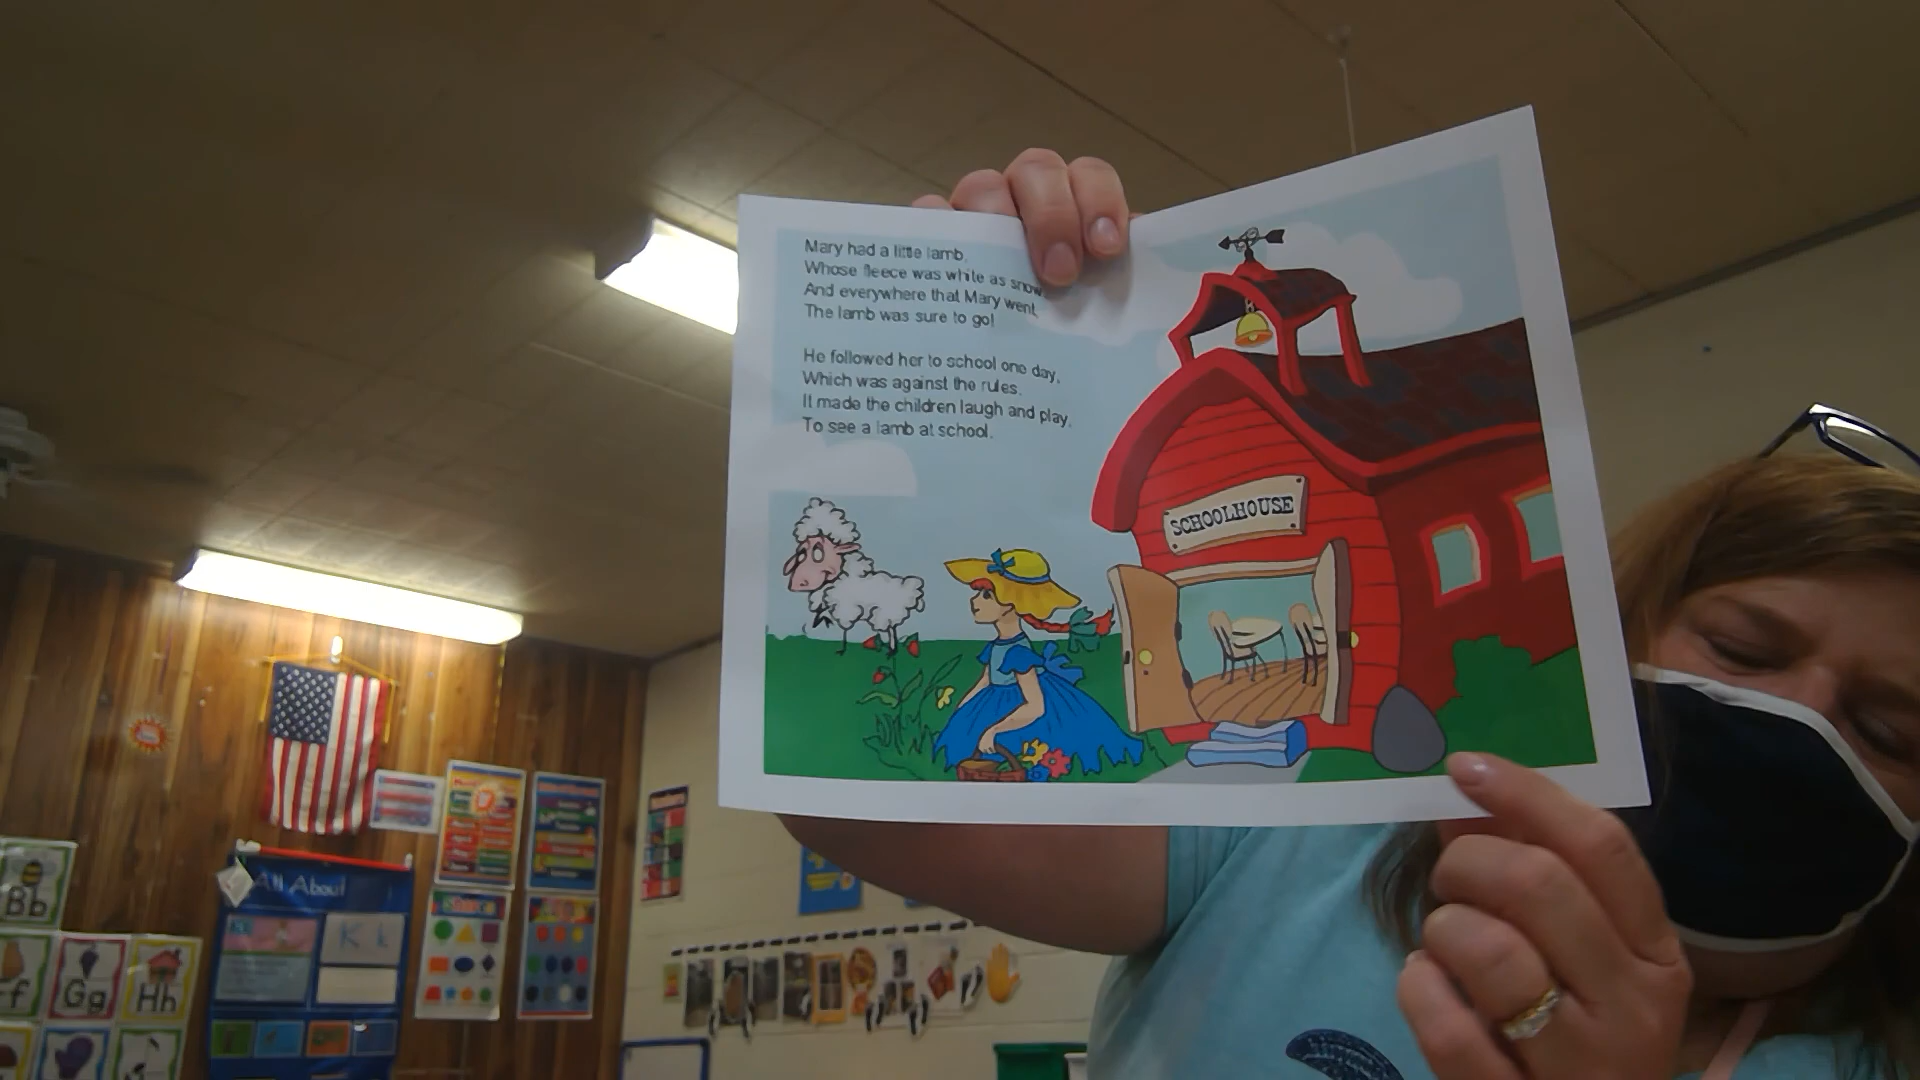 Mary had a little lamb,
Whose fleece was white as snow
And everywhere that Mary went,
The lamb was sure to go!
He followed her to school one day,
Which was against the rules.
It made the children laugh and play,
To see a lamb at school.
SCHOOLHOUSE
All About
K k
Bb
Gg
Hh